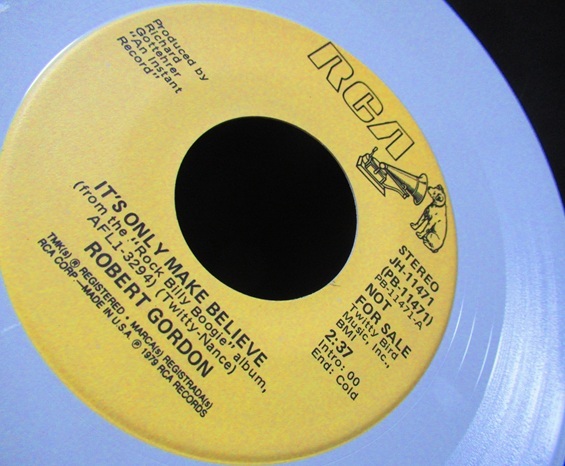 Produced by
Richard
Gottehrer
"An Instant
Record"
RCA
STEREO
JH-11471
(PB-11471)
PB-11471-A
NOT
FOR SALE
Twitty Bird
Music, Inc.,
BMI
2:37
Intro: 00
End: Cold
IT'S ONLY MAKE BELIEVE
(from the "Rock Billy Boogie" album,
AFL1-3294) (Twitty-Nance)
ROBERT GORDON
TMK(s) ® REGISTERED • MARCA(s) REGISTRADA(s)
RCA CORP —MADE IN U.S.A. ℗ 1979 RCA RECORDS